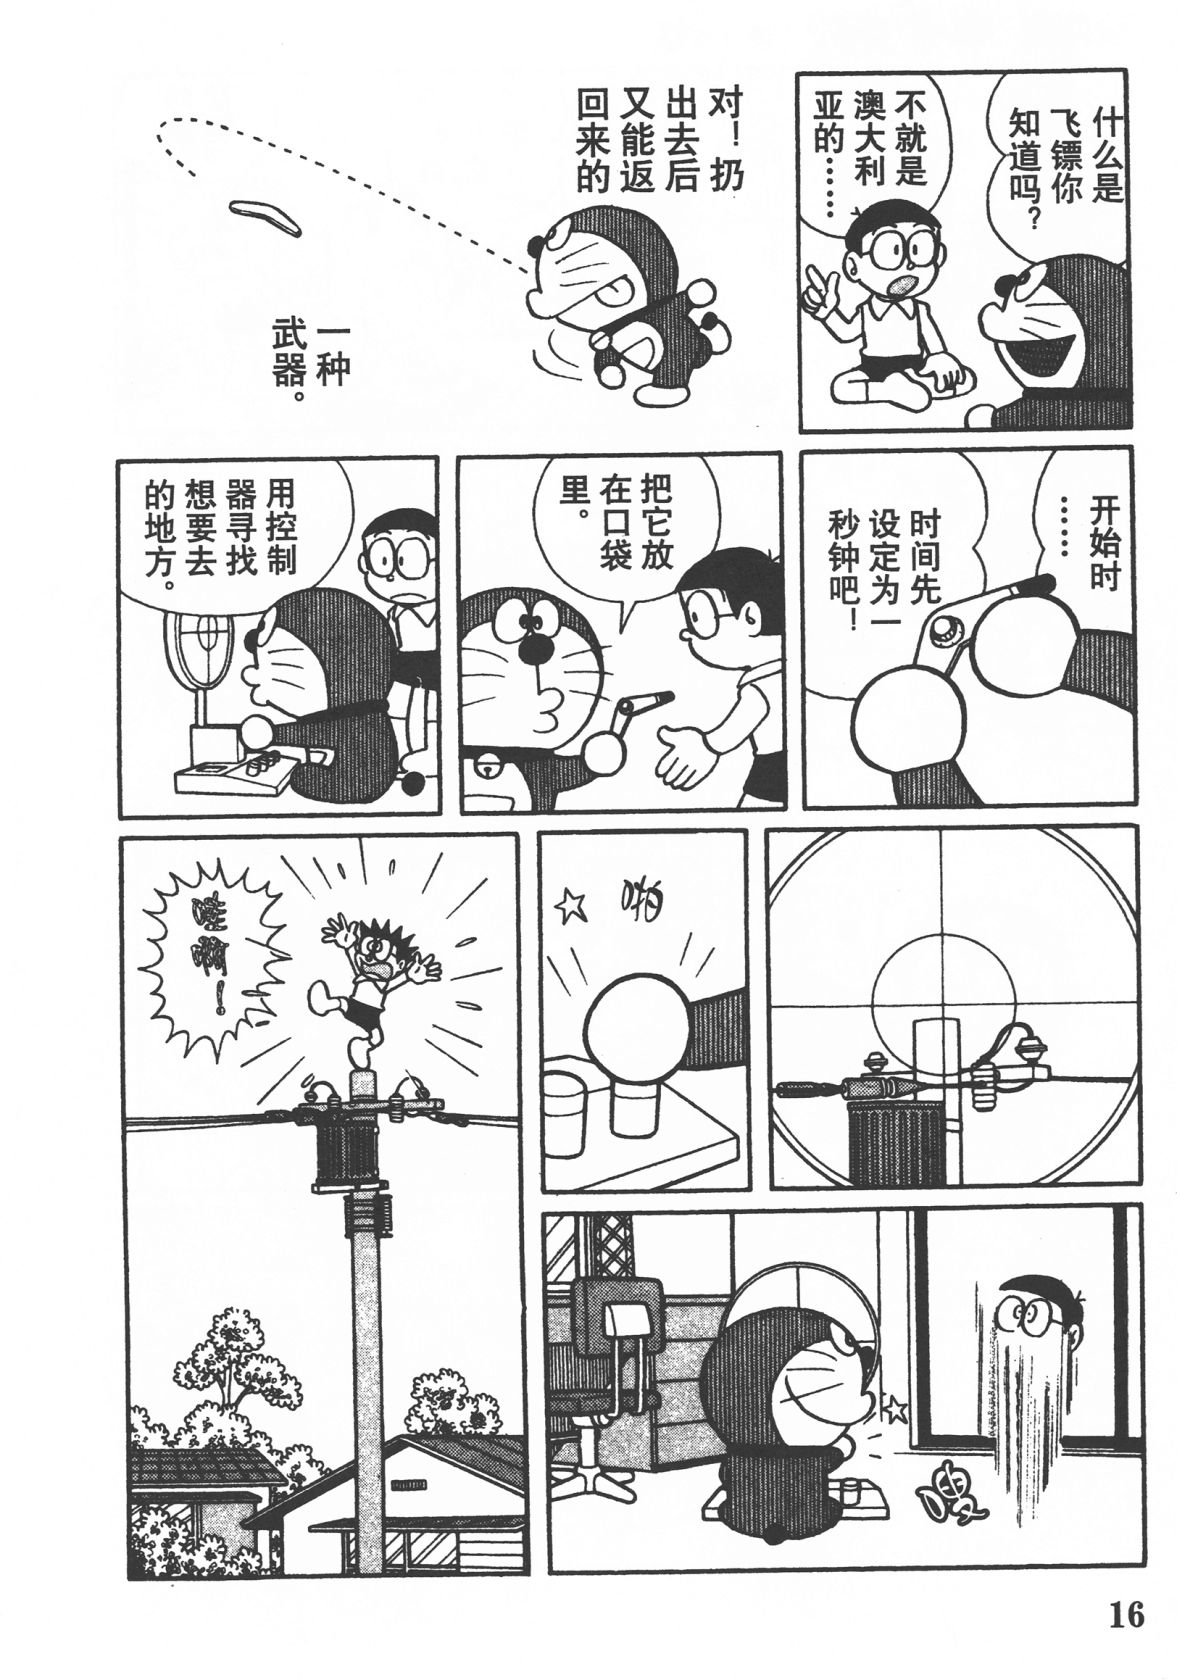 什么是
飞镖你
知道吗？
不就是
澳大利
亚的……
对！扔
出去后
又能返
回来的
一种
武器。
开始时
……
时间先
设定为一
秒钟吧！
把它放
在口袋
里。
用控制
器寻找
想要去
的地方。
啪
嗖
哇啊！
16